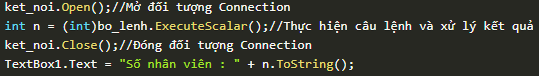 ket_noi.Open();//Mở đối tượng Connection
int n = (int)bo_lenh.ExecuteScalar();//Thực hiện câu lệnh và xử lý kết quả
ket_noi.Close();//Đóng đối tượng Connection
TextBox1.Text = "Số nhân viên : " + n.ToString();